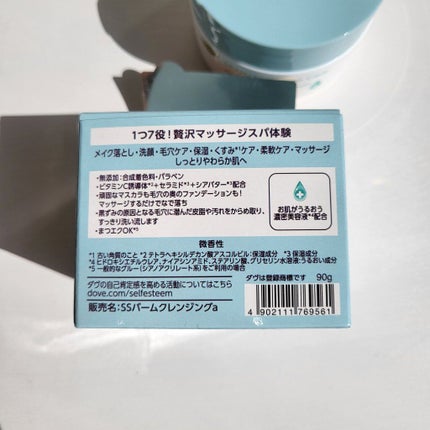 1つ7役！贅沢マッサージスパ体験
メイク落とし・洗顔・毛穴ケア・保湿・くすみ*1ケア・柔軟ケア・マッサージ
しっとりやわらか肌へ
・無添加：合成着色料・パラベン
・ビタミンC誘導体*2＋セラミド*3＋シアバター*3配合
・頑固なマスカラも毛穴の奥のファンデーションも！
マッサージするだけでなで落ち
・黒ずみの原因となる毛穴に潜んだ皮脂や汚れをからめ取り、
すっきり洗い流します
・まつエクOK*5
お肌がうるおう
濃密美容液*4配合
微香性
*1 古い角質のこと *2 テトラヘキシルデカン酸アスコルビル：保湿成分 *3 保湿成分
*4 ヒドロキシエチルウレア、ナイアシンアミド、ステアリン酸、グリセリン水溶液：うるおい成分
*5 一般的なグルー（シアノアクリレート系）をご利用の場合
ダヴは登録商標です 90g
ダヴの自己肯定感を高める活動についてはこちら
dove.com/selfesteem
販売名：SSバームクレンジングa
4 902111 769561